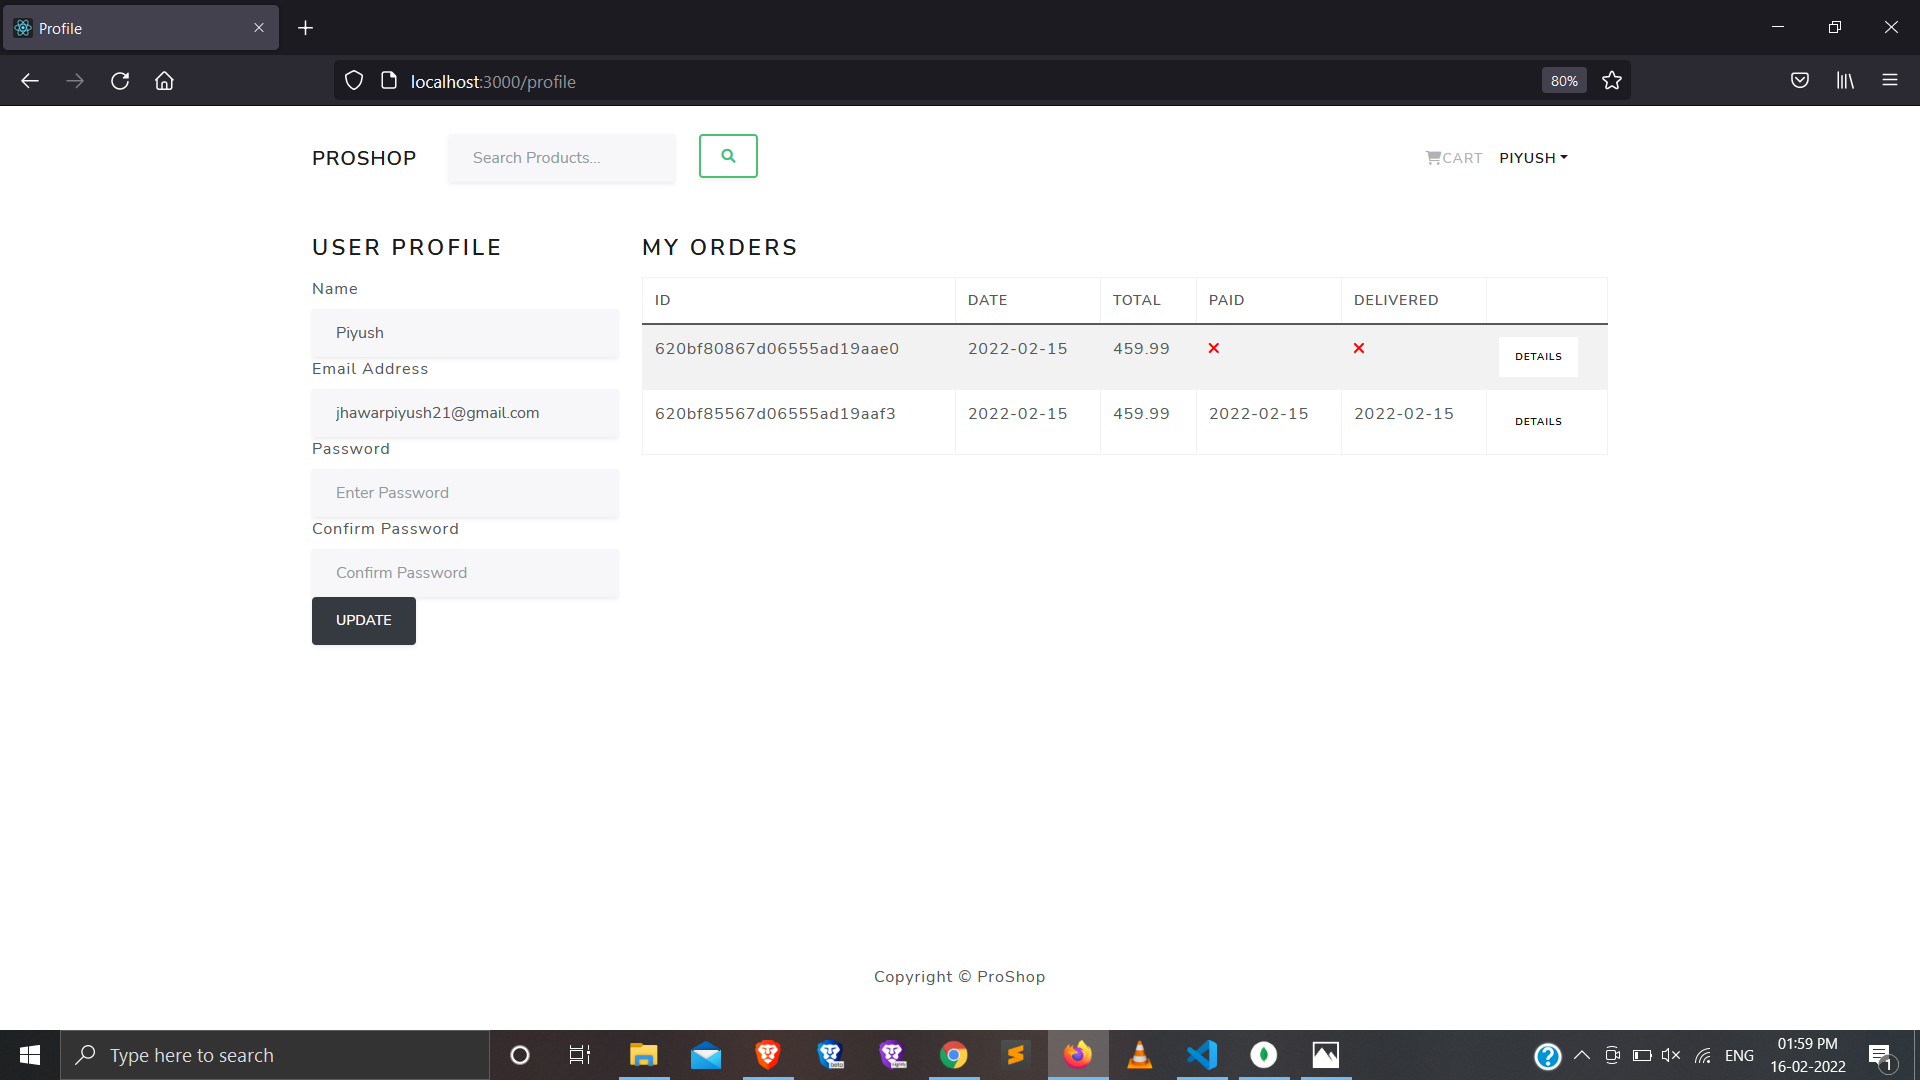 Profile
localhost:3000/profile
80%
PROSHOP
Search Products...
CART
PIYUSH
USER PROFILE
Name
Piyush
Email Address
jhawarpiyush21@gmail.com
Password
Enter Password
Confirm Password
Confirm Password
UPDATE
MY ORDERS
ID DATE TOTAL PAID DELIVERED
620bf80867d06555ad19aae0 2022-02-15 459.99 DETAILS
620bf85567d06555ad19aaf3 2022-02-15 459.99 2022-02-15 2022-02-15 DETAILS
Copyright © ProShop
Type here to search
beta
nightly
ENG
01:59 PM
16-02-2022
1